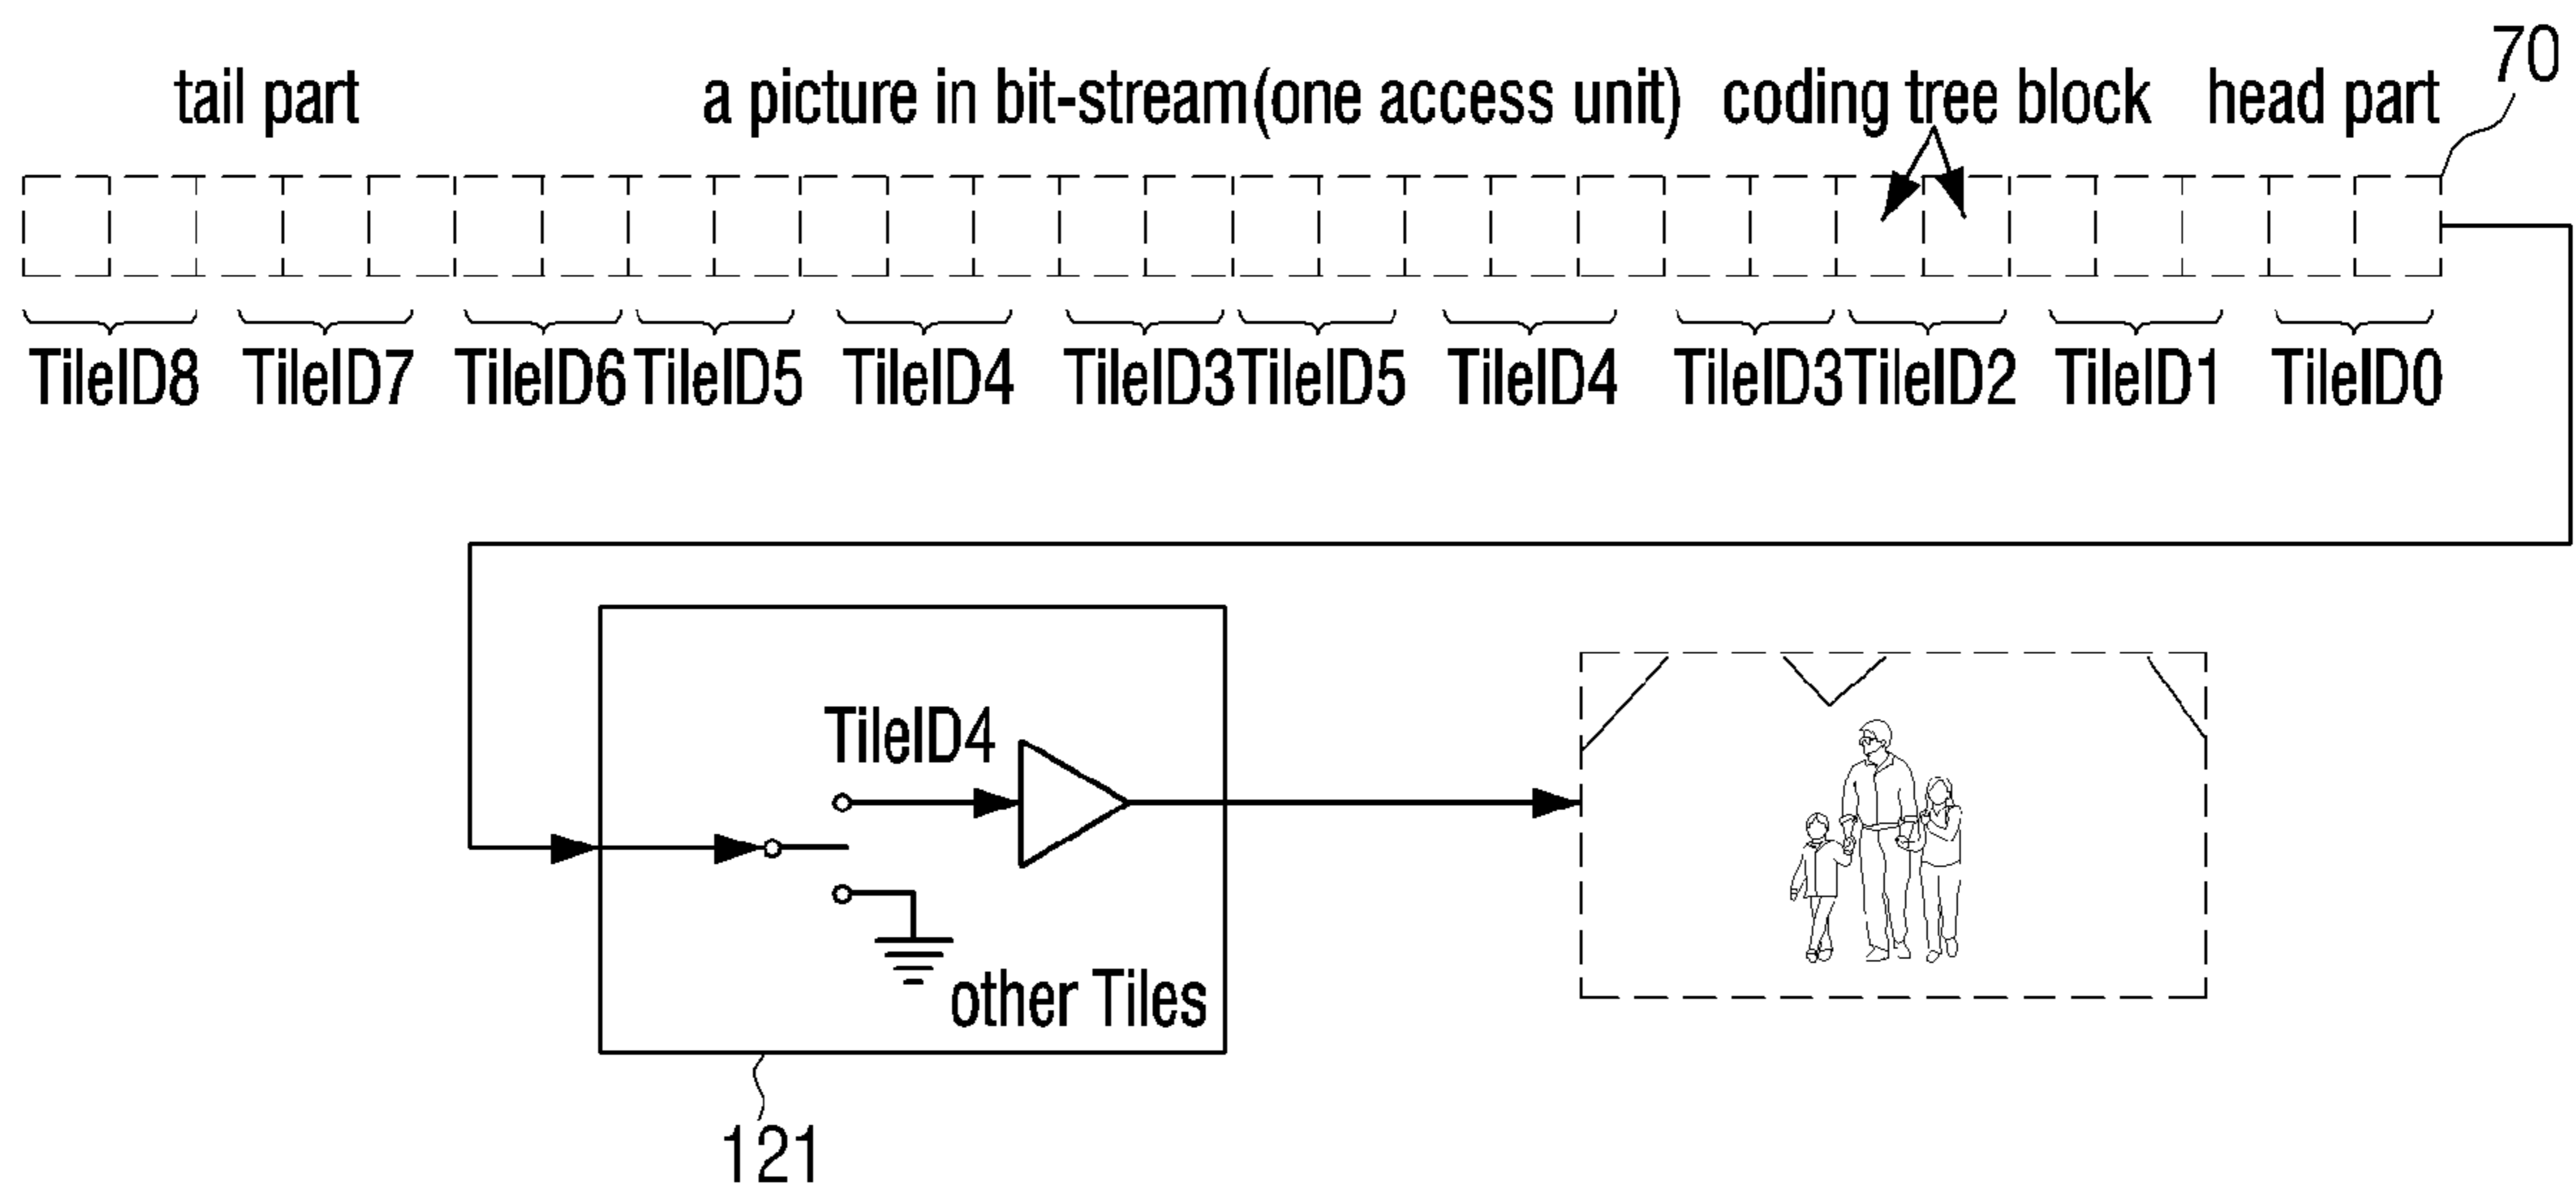 70
tail part a picture in bit-stream(one access unit) coding tree block head part
TileID8 TileID7 TileID6 TileID5 TileID4 TileID3 TileID5 TileID4 TileID3 TileID2 TileID1 TileID0
TileID4
other Tiles
121